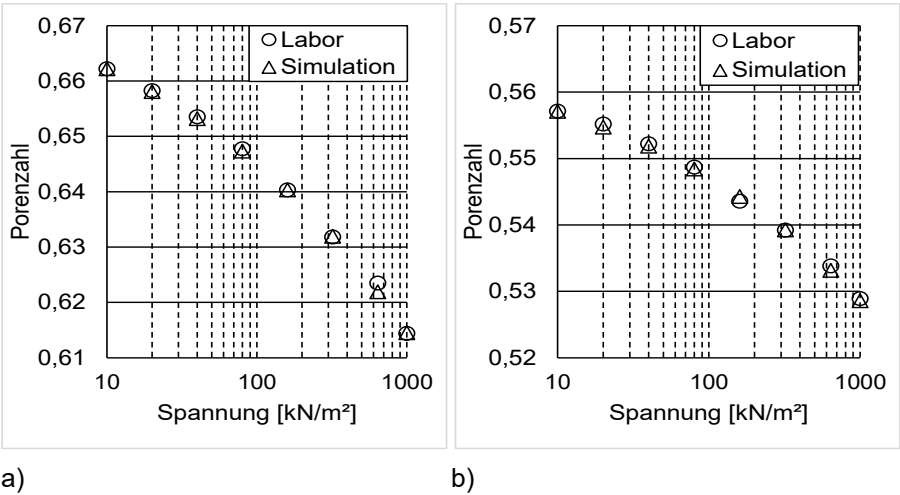 0,67
0,66
0,65
0,64
0,63
0,62
0,61
Porenzahl
Labor
Simulation
10
100
1000
Spannung [kN/m²]
a)
0,57
0,56
0,55
0,54
0,53
0,52
Porenzahl
Labor
Simulation
10
100
1000
Spannung [kN/m²]
b)